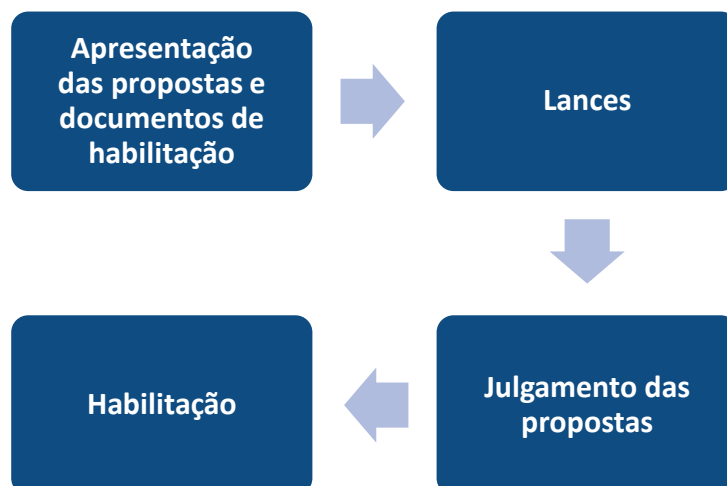 Apresentação
das propostas e
documentos de
habilitação
Lances
Julgamento das
propostas
Habilitação